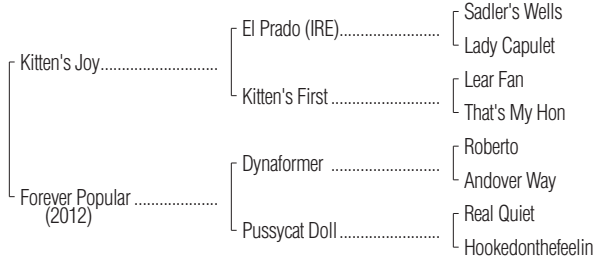 Sadler's Wells
El Prado (IRE)
Lady Capulet
Kitten's Joy
Lear Fan
Kitten's First
That's My Hon
Roberto
Dynaformer
Andover Way
Forever Popular
(2012)
Real Quiet
Pussycat Doll
Hookedonthefeelin